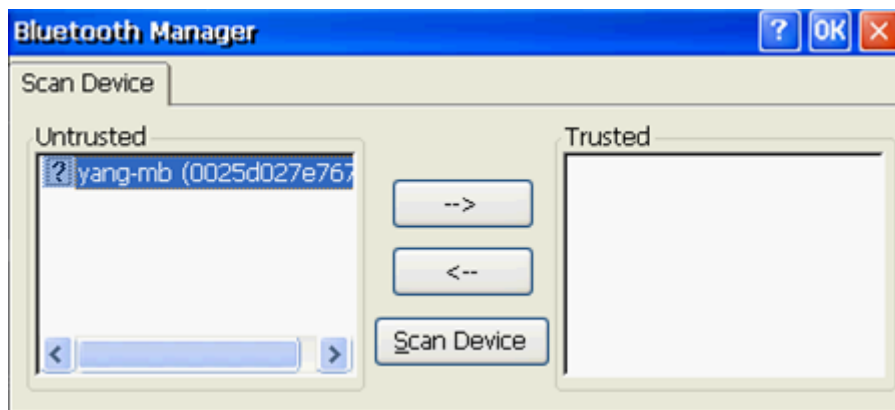 Bluetooth Manager ? OK ×
Scan Device
Untrusted
Trusted
? yang-mb (0025d027e767
-->
<--
Scan Device